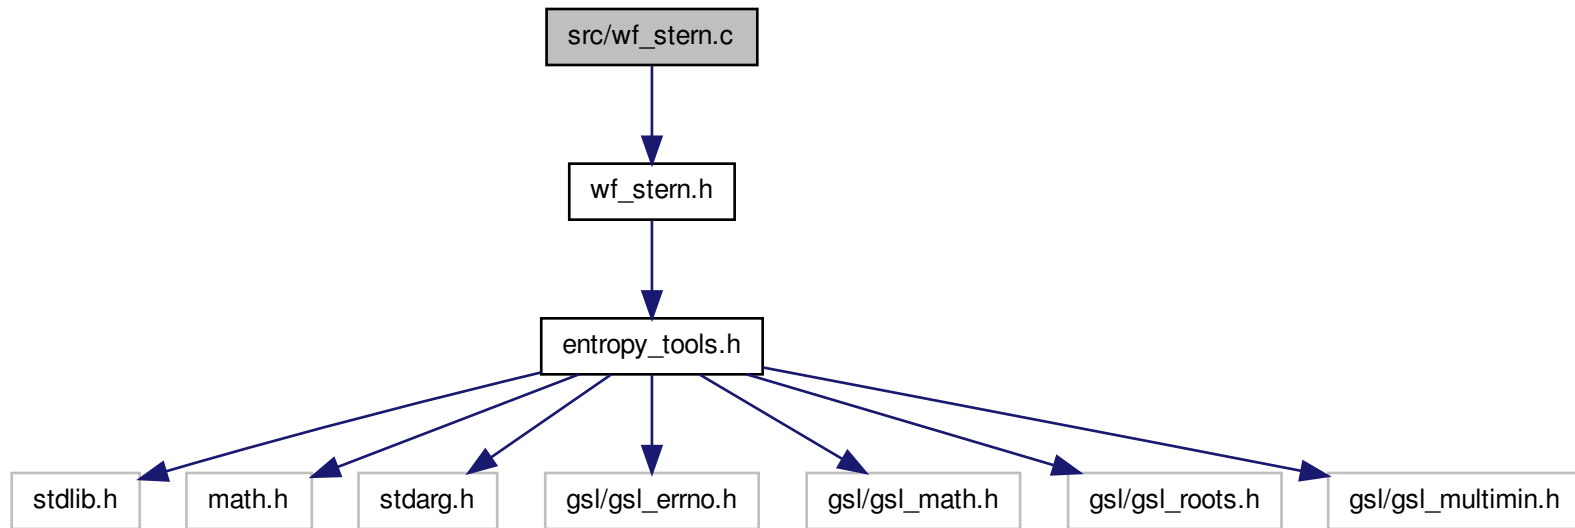 src/wf_stern.c
wf_stern.h
entropy_tools.h
stdlib.h
math.h
stdarg.h
gsl/gsl_errno.h
gsl/gsl_math.h
gsl/gsl_roots.h
gsl/gsl_multimin.h